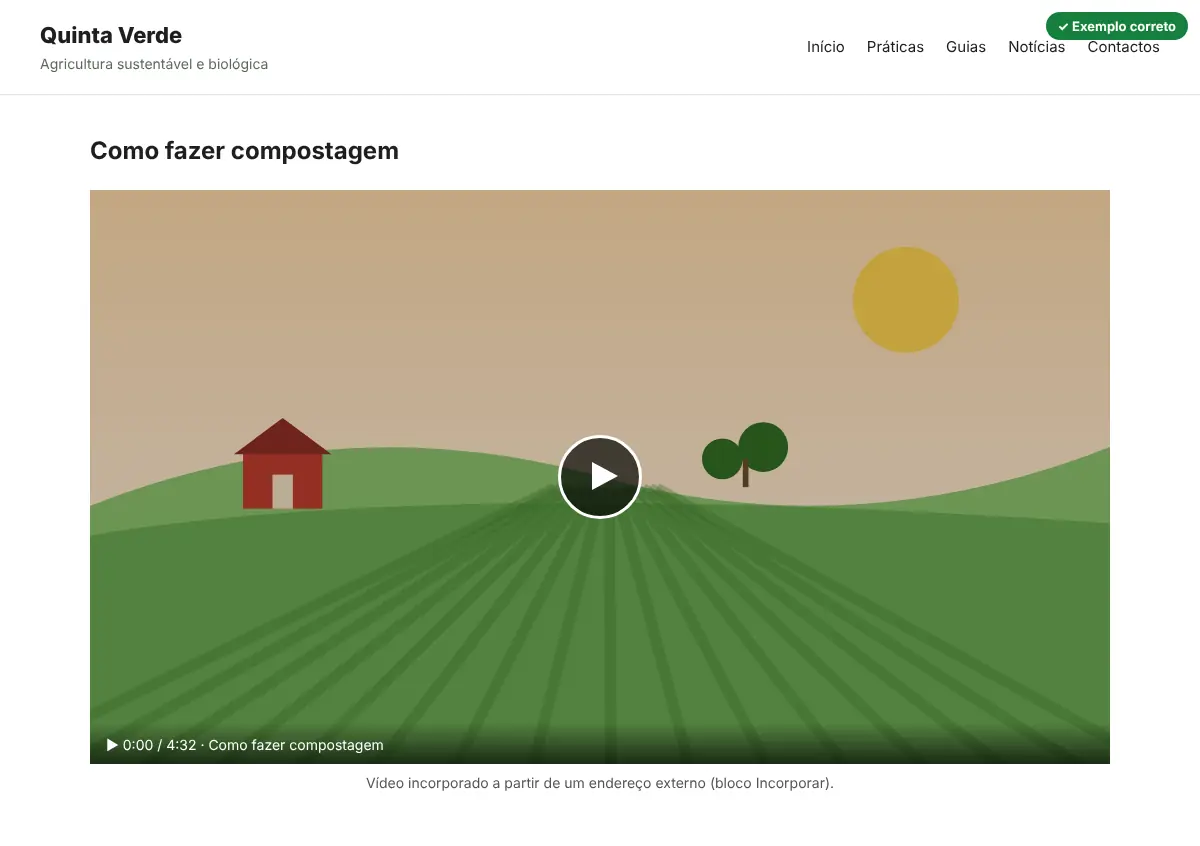 Quinta Verde
Agricultura sustentável e biológica
✓ Exemplo correto
Início Práticas Guias Notícias Contactos
Como fazer compostagem
▶ 0:00 / 4:32 · Como fazer compostagem
Vídeo incorporado a partir de um endereço externo (bloco Incorporar).